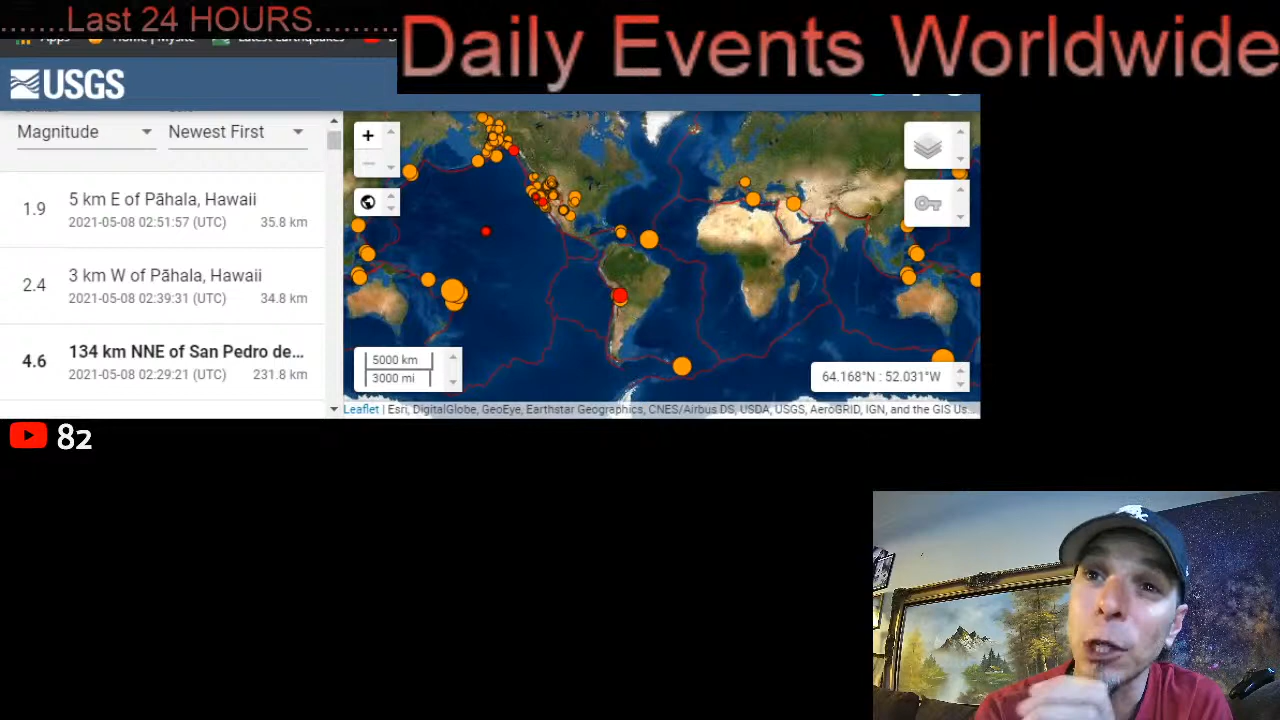 .......Last 24 HOURS..........
Daily Events Worldwide
Apps
USGS
Magnitude
Newest First
1.9
5 km E of Pāhala, Hawaii
2021-05-08 02:51:57 (UTC)
35.8 km
2.4
3 km W of Pāhala, Hawaii
2021-05-08 02:39:31 (UTC)
34.8 km
4.6
134 km NNE of San Pedro de...
2021-05-08 02:29:21 (UTC)
231.8 km
+
5000 km
3000 mi
64.168°N : 52.031°W
Leaflet | Esri, DigitalGlobe, GeoEye, Earthstar Geographics, CNES/Airbus DS, USDA, USGS, AeroGRID, IGN, and the GIS Us...
82